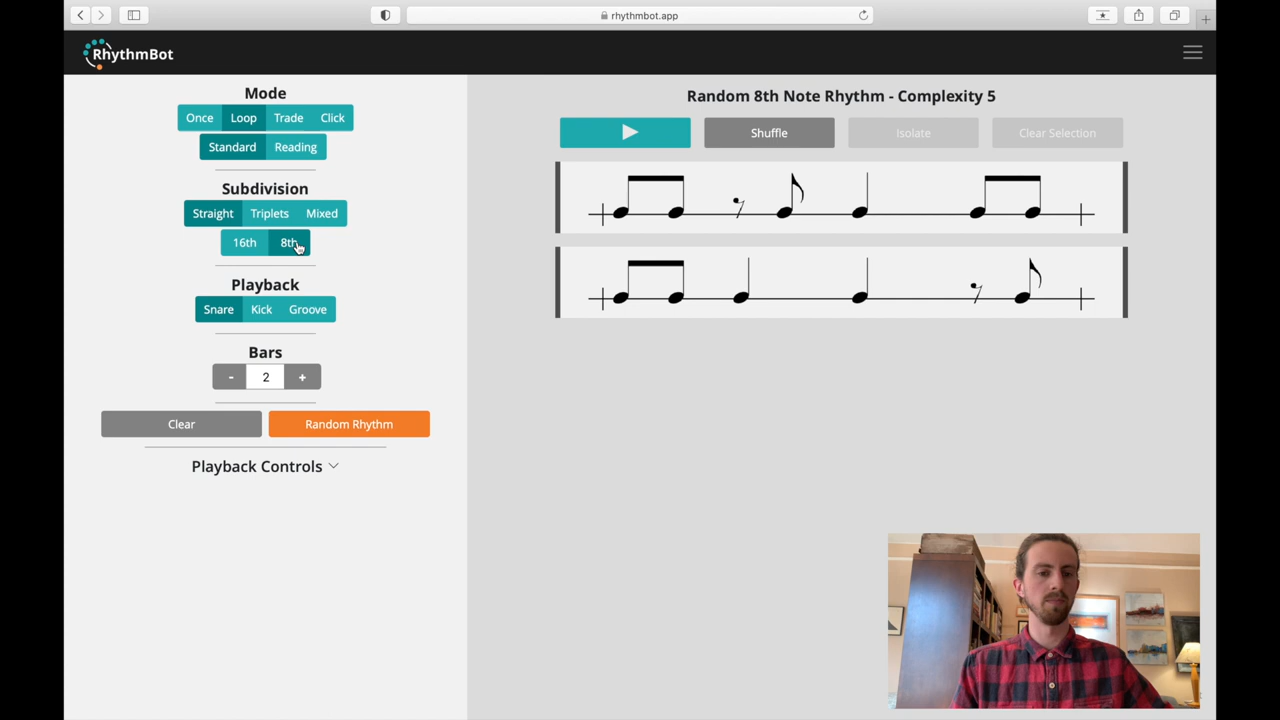 rhythmbot.app
RhythmBot
Mode
Once Loop Trade Click
Standard Reading
Subdivision
Straight Triplets Mixed
16th 8th
Playback
Snare Kick Groove
Bars
- 2 +
Clear Random Rhythm
Playback Controls
Random 8th Note Rhythm - Complexity 5
Shuffle Isolate Clear Selection